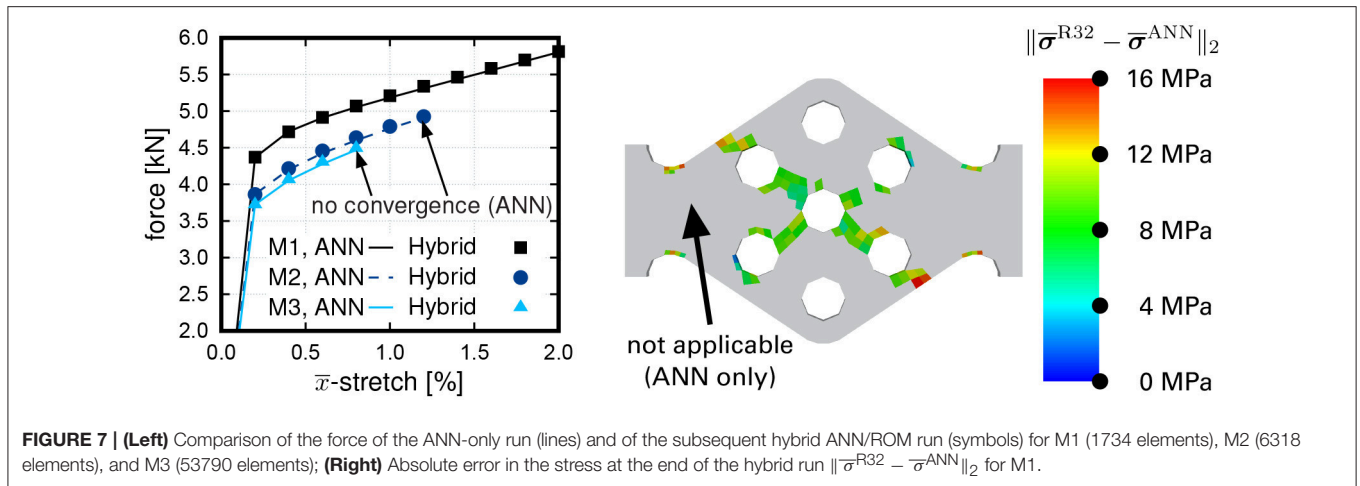 6.0
5.5
5.0
4.5
4.0
3.5
3.0
2.5
2.0
force [kN]
0.0 0.5 1.0 1.5 2.0
x̅-stretch [%]
no convergence (ANN)
M1, ANN Hybrid
M2, ANN Hybrid
M3, ANN Hybrid
not applicable
(ANN only)
‖σ̅^R32 − σ̅^ANN‖₂
16 MPa
12 MPa
8 MPa
4 MPa
0 MPa
FIGURE 7 | (Left) Comparison of the force of the ANN-only run (lines) and of the subsequent hybrid ANN/ROM run (symbols) for M1 (1734 elements), M2 (6318
elements), and M3 (53790 elements); (Right) Absolute error in the stress at the end of the hybrid run ‖σ̅^R32 − σ̅^ANN‖₂ for M1.